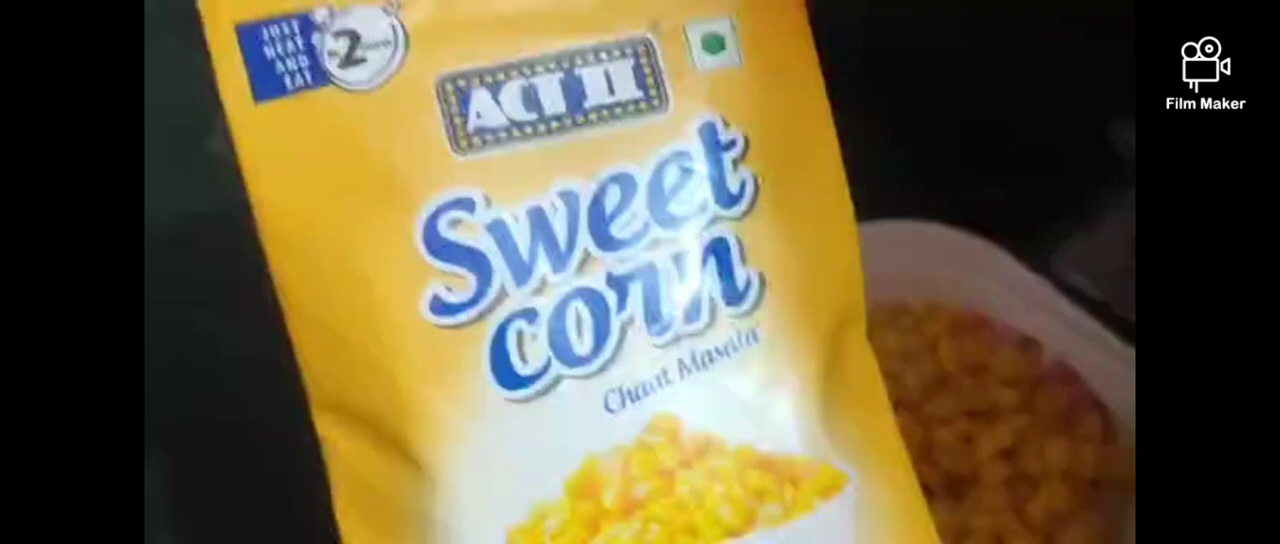 JUST
HEAT
AND
EAT
2
ACT II
Sweet
corn
Chaat Masala
Film Maker